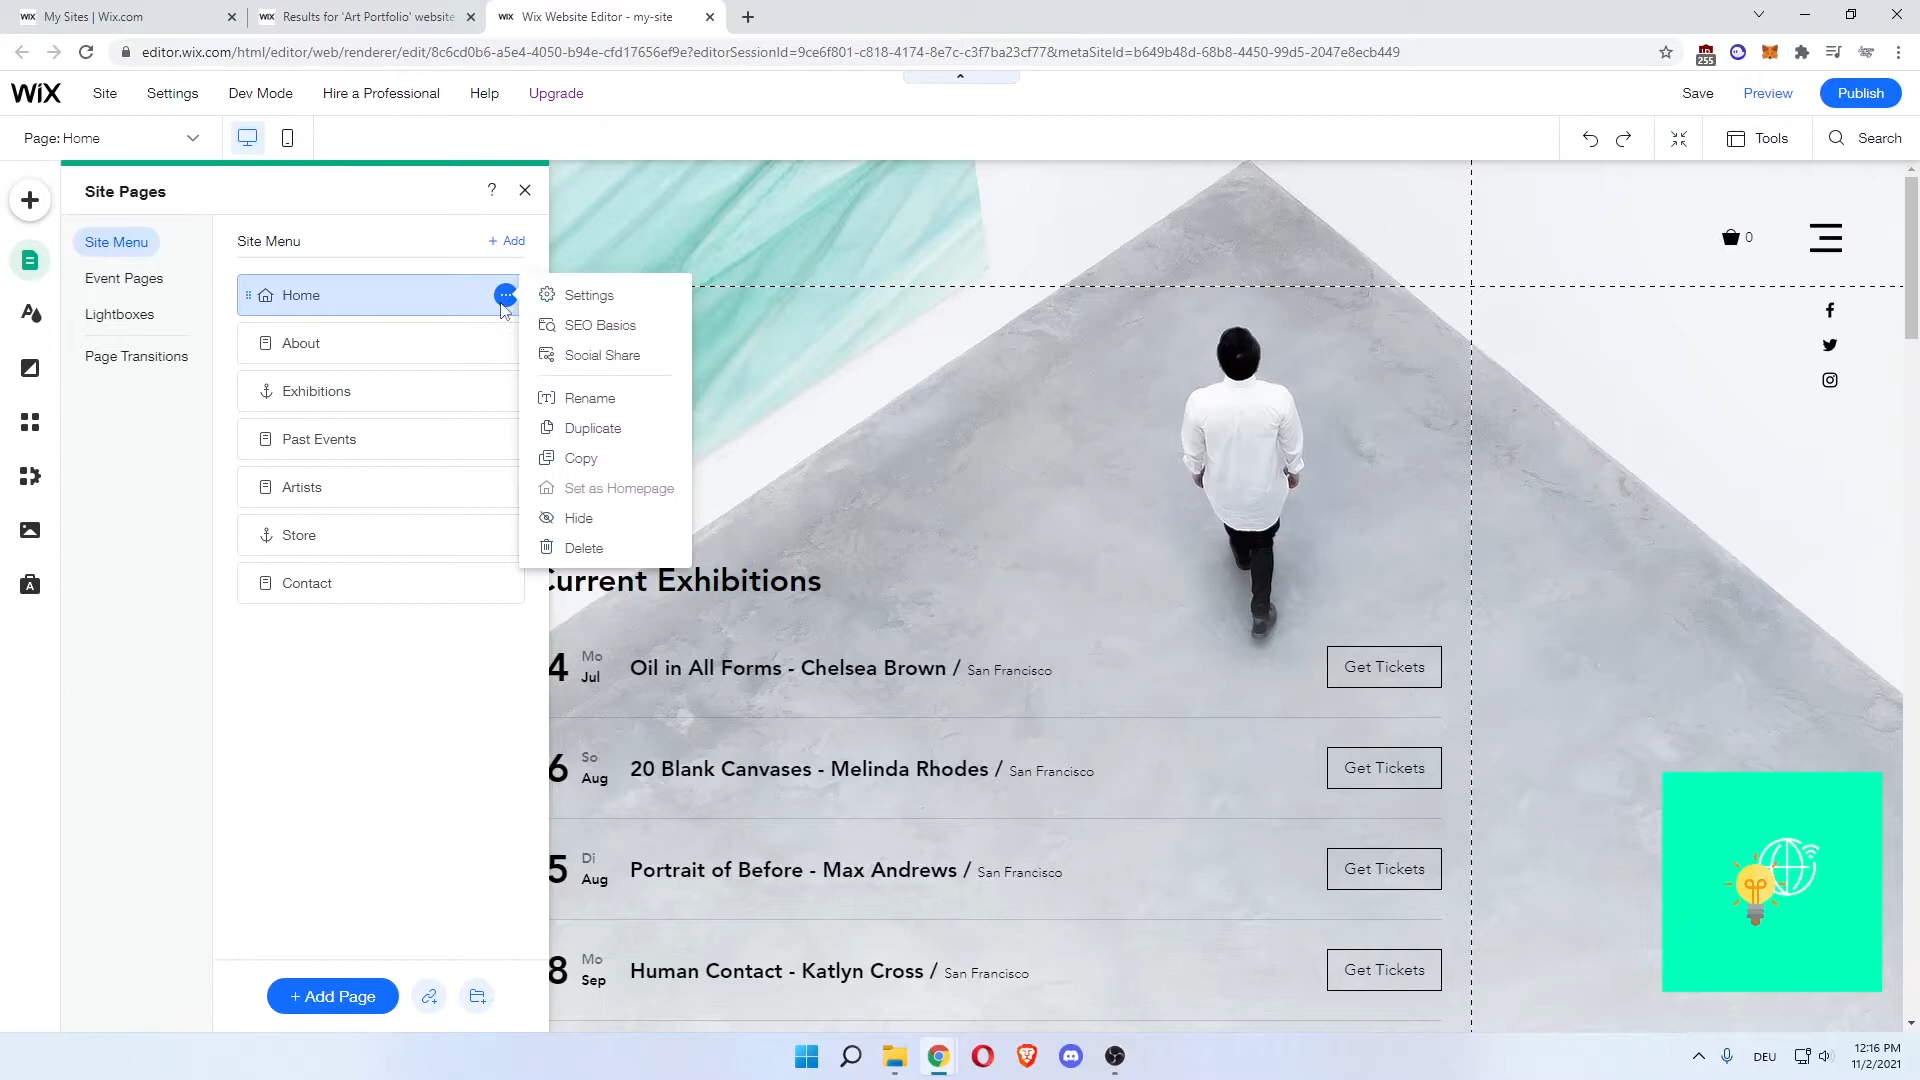 My Sites | Wix.com
Results for 'Art Portfolio' website
Wix Website Editor - my-site
editor.wix.com/html/editor/web/renderer/edit/8c6cd0b6-a5e4-4050-b94e-cfd17656ef9e?editorSessionId=9ce6f801-c818-4174-8e7c-c3f7ba23cf77&metaSiteId=b649b48d-68b8-4450-99d5-2047e8ecb449
255
WiX Site Settings Dev Mode Hire a Professional Help Upgrade Save Preview Publish
Page: Home Tools Search
Site Pages ?
Site Menu
Event Pages
Lightboxes
Page Transitions
Site Menu + Add
Home
About
Exhibitions
Past Events
Artists
Store
Contact
+ Add Page
Settings
SEO Basics
Social Share
Rename
Duplicate
Copy
Set as Homepage
Hide
Delete
0
Current Exhibitions
4 Mo Jul Oil in All Forms - Chelsea Brown / San Francisco Get Tickets
6 So Aug 20 Blank Canvases - Melinda Rhodes / San Francisco Get Tickets
5 Di Aug Portrait of Before - Max Andrews / San Francisco Get Tickets
8 Mo Sep Human Contact - Katlyn Cross / San Francisco Get Tickets
DEU
12:16 PM
11/2/2021